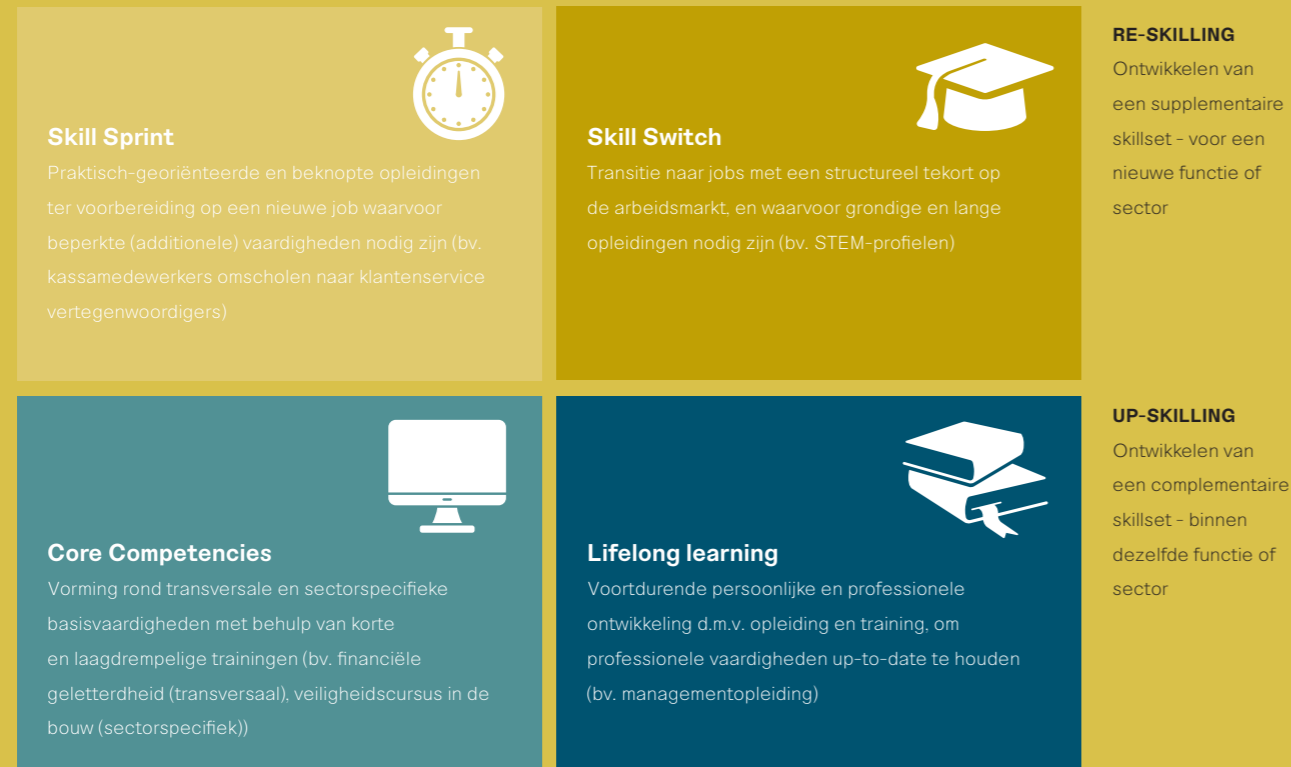 Skill Sprint
Praktisch-georiënteerde en beknopte opleidingen
ter voorbereiding op een nieuwe job waarvoor
beperkte (additionele) vaardigheden nodig zijn (bv.
kassamedewerkers omscholen naar klantenservice
vertegenwoordigers)
Skill Switch
Transitie naar jobs met een structureel tekort op
de arbeidsmarkt, en waarvoor grondige en lange
opleidingen nodig zijn (bv. STEM-profielen)
RE-SKILLING
Ontwikkelen van
een supplementaire
skillset - voor een
nieuwe functie of
sector
Core Competencies
Vorming rond transversale en sectorspecifieke
basisvaardigheden met behulp van korte
en laagdrempelige trainingen (bv. financiële
geletterdheid (transversaal), veiligheidscursus in de
bouw (sectorspecifiek))
Lifelong learning
Voortdurende persoonlijke en professionele
ontwikkeling d.m.v. opleiding en training, om
professionele vaardigheden up-to-date te houden
(bv. managementopleiding)
UP-SKILLING
Ontwikkelen van
een complementaire
skillset - binnen
dezelfde functie of
sector